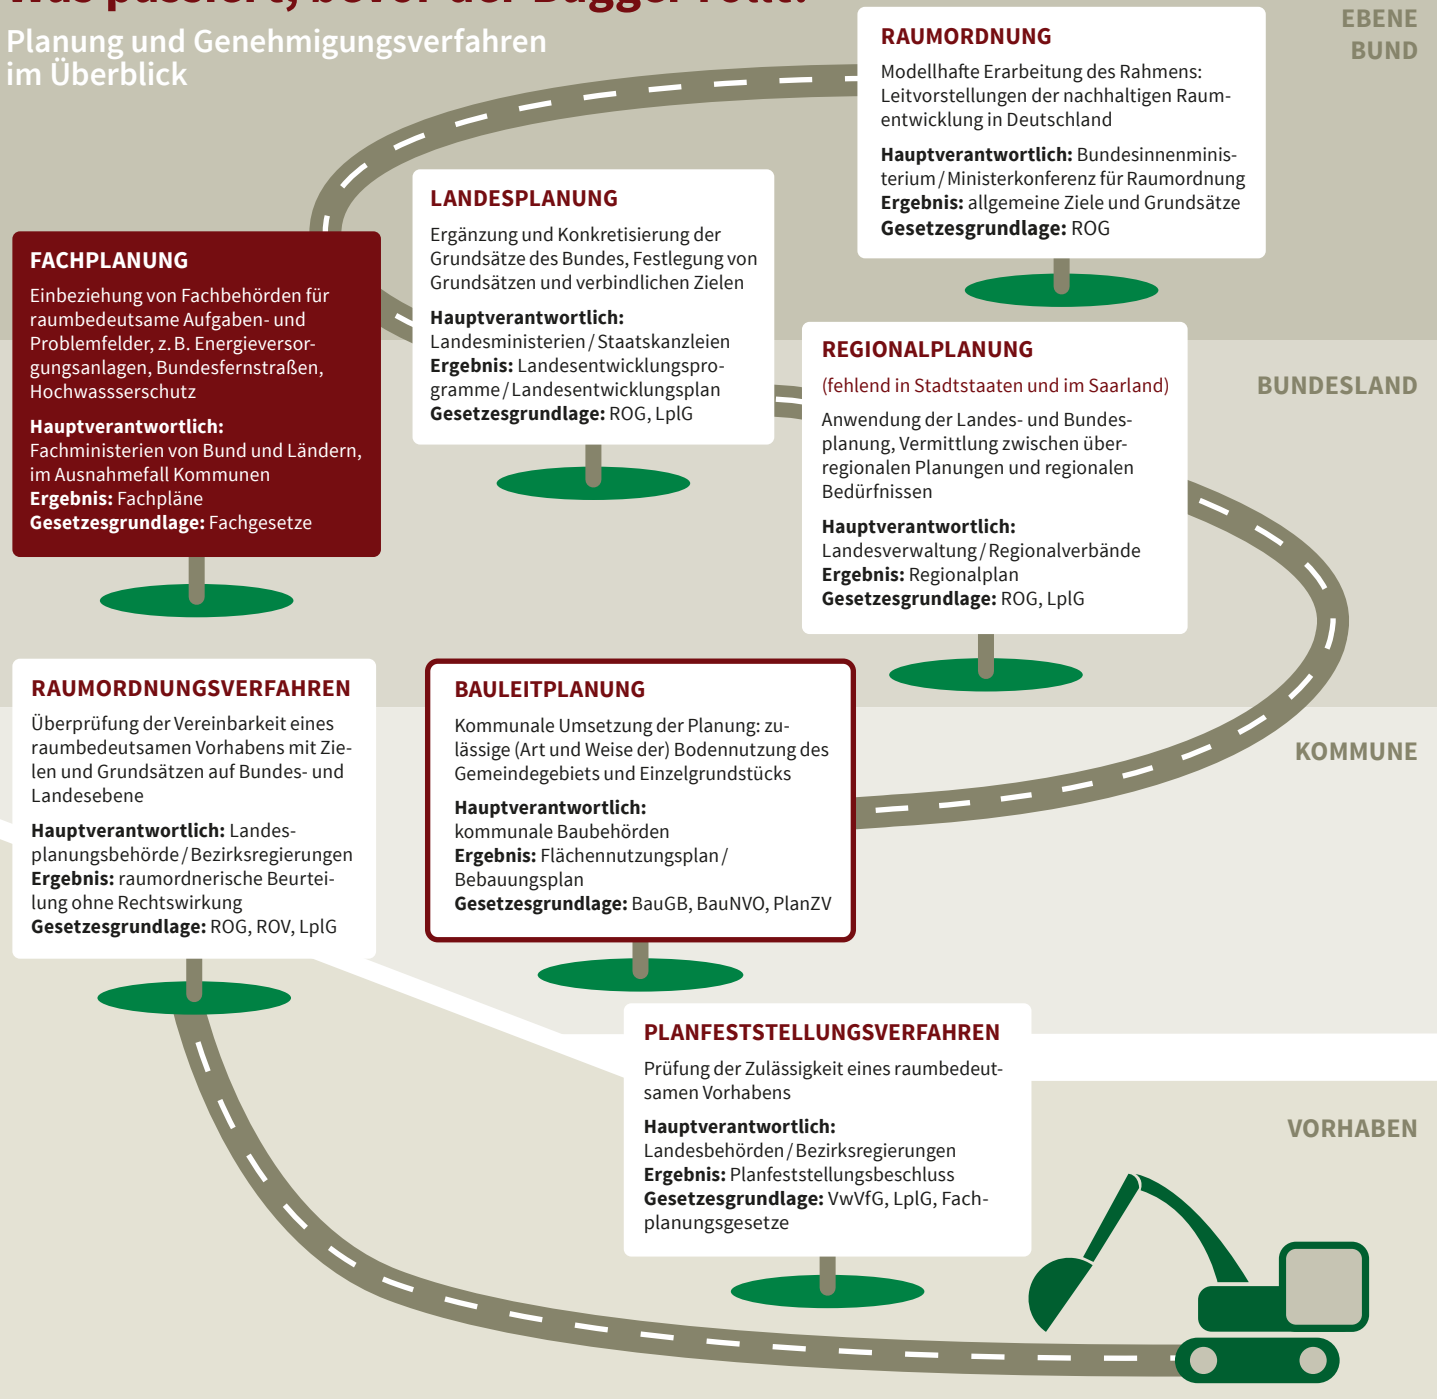 Was passiert, bevor der Bagger rollt?
Planung und Genehmigungsverfahren
im Überblick
EBENE
BUND
RAUMORDNUNG
Modellhafte Erarbeitung des Rahmens:
Leitvorstellungen der nachhaltigen Raum-
entwicklung in Deutschland
Hauptverantwortlich: Bundesinnenminis-
terium / Ministerkonferenz für Raumordnung
Ergebnis: allgemeine Ziele und Grundsätze
Gesetzesgrundlage: ROG
LANDESPLANUNG
Ergänzung und Konkretisierung der
Grundsätze des Bundes, Festlegung von
Grundsätzen und verbindlichen Zielen
Hauptverantwortlich:
Landesministerien / Staatskanzleien
Ergebnis: Landesentwicklungspro-
gramme / Landesentwicklungsplan
Gesetzesgrundlage: ROG, LplG
FACHPLANUNG
Einbeziehung von Fachbehörden für
raumbedeutsame Aufgaben- und
Problemfelder, z. B. Energieversor-
gungsanlagen, Bundesfernstraßen,
Hochwassserschutz
Hauptverantwortlich:
Fachministerien von Bund und Ländern,
im Ausnahmefall Kommunen
Ergebnis: Fachpläne
Gesetzesgrundlage: Fachgesetze
BUNDESLAND
REGIONALPLANUNG
(fehlend in Stadtstaaten und im Saarland)
Anwendung der Landes- und Bundes-
planung, Vermittlung zwischen über-
regionalen Planungen und regionalen
Bedürfnissen
Hauptverantwortlich:
Landesverwaltung / Regionalverbände
Ergebnis: Regionalplan
Gesetzesgrundlage: ROG, LplG
RAUMORDNUNGSVERFAHREN
Überprüfung der Vereinbarkeit eines
raumbedeutsamen Vorhabens mit Zie-
len und Grundsätzen auf Bundes- und
Landesebene
Hauptverantwortlich: Landes-
planungsbehörde / Bezirksregierungen
Ergebnis: raumordnerische Beurtei-
lung ohne Rechtswirkung
Gesetzesgrundlage: ROG, ROV, LplG
BAULEITPLANUNG
Kommunale Umsetzung der Planung: zu-
lässige (Art und Weise der) Bodennutzung des
Gemeindegebiets und Einzelgrundstücks
Hauptverantwortlich:
kommunale Baubehörden
Ergebnis: Flächennutzungsplan /
Bebauungsplan
Gesetzesgrundlage: BauGB, BauNVO, PlanZV
KOMMUNE
PLANFESTSTELLUNGSVERFAHREN
Prüfung der Zulässigkeit eines raumbedeut-
samen Vorhabens
Hauptverantwortlich:
Landesbehörden / Bezirksregierungen
Ergebnis: Planfeststellungsbeschluss
Gesetzesgrundlage: VwVfG, LplG, Fach-
planungsgesetze
VORHABEN